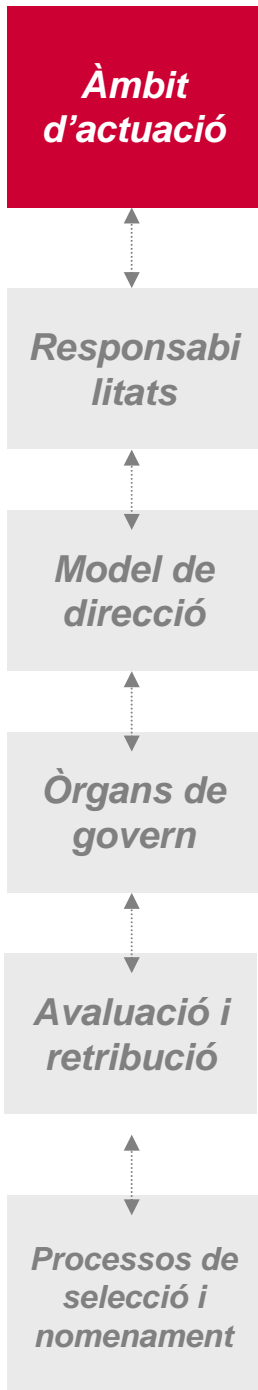 Àmbit
d’actuació
Responsabi
litats
Model de
direcció
Òrgans de
govern
Avaluació i
retribució
Processos de
selecció i
nomenament